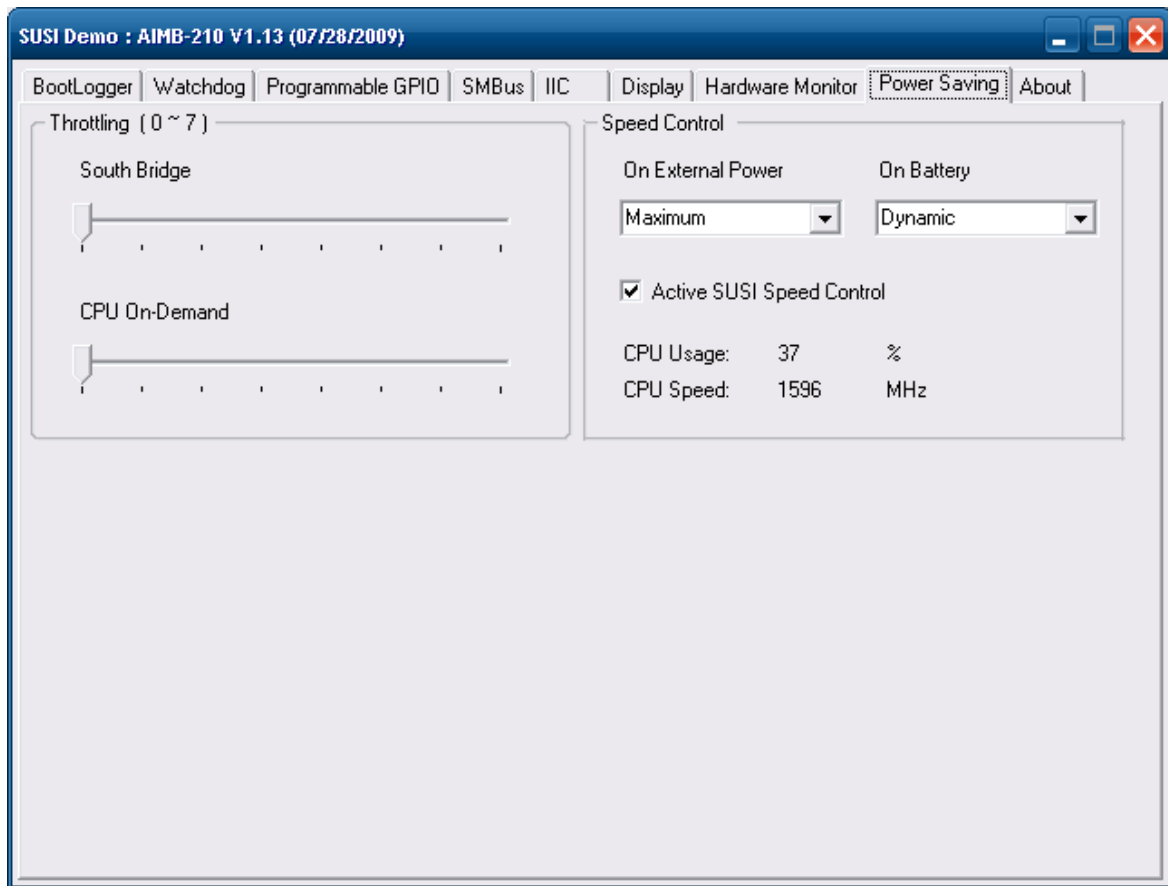 SUSI Demo : AIMB-210 V1.13 (07/28/2009)
BootLogger Watchdog Programmable GPIO SMBus IIC Display Hardware Monitor Power Saving About
Throttling ( 0 ~ 7 )
South Bridge
CPU On-Demand
Speed Control
On External Power On Battery
Maximum Dynamic
Active SUSI Speed Control
CPU Usage: 37 %
CPU Speed: 1596 MHz